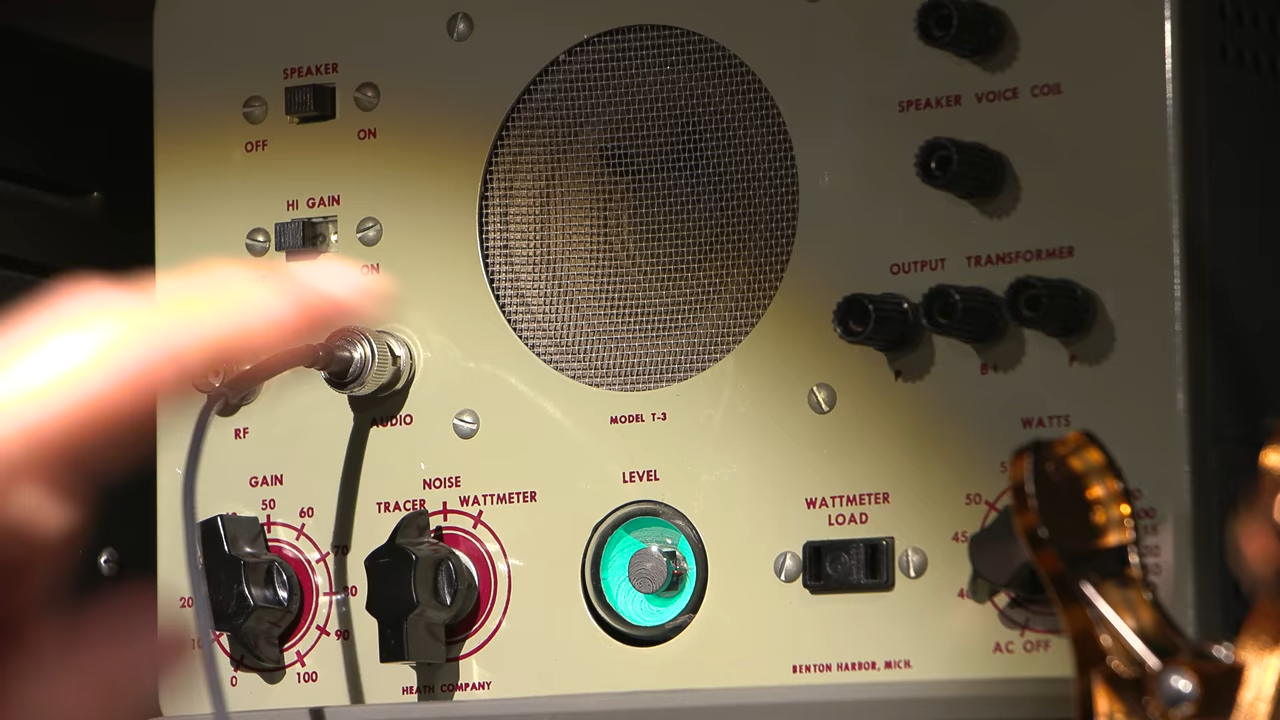 SPEAKER
OFF
ON
HI GAIN
ON
SPEAKER VOICE COIL
OUTPUT TRANSFORMER
P
B+
P
RF
AUDIO
MODEL T-3
GAIN
50
60
70
80
90
100
0
10
20
NOISE
TRACER
WATTMETER
LEVEL
WATTMETER
LOAD
WATTS
50
45
AC OFF
HEATH COMPANY
BENTON HARBOR, MICH.